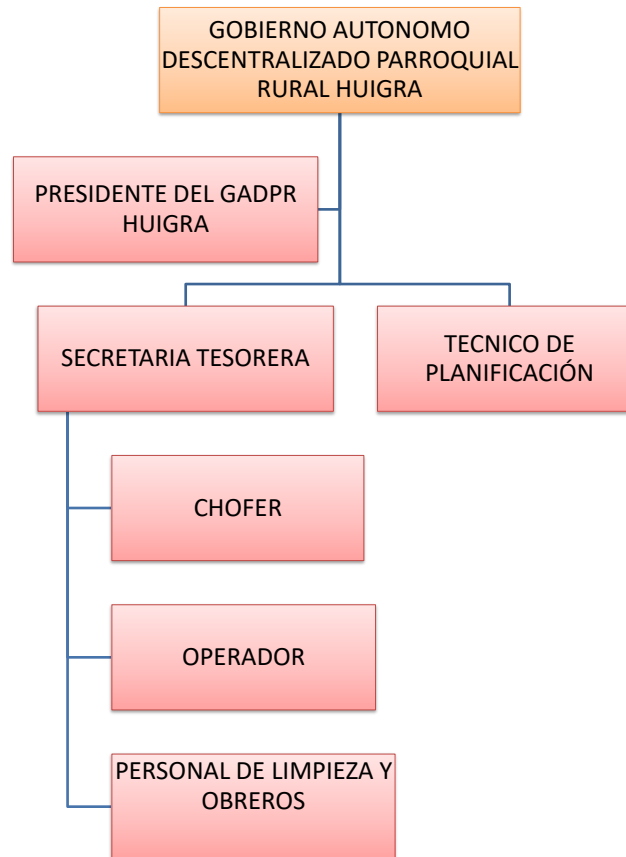 GOBIERNO AUTONOMO
DESCENTRALIZADO PARROQUIAL
RURAL HUIGRA
PRESIDENTE DEL GADPR
HUIGRA
SECRETARIA TESORERA
TECNICO DE
PLANIFICACIÓN
CHOFER
OPERADOR
PERSONAL DE LIMPIEZA Y
OBREROS